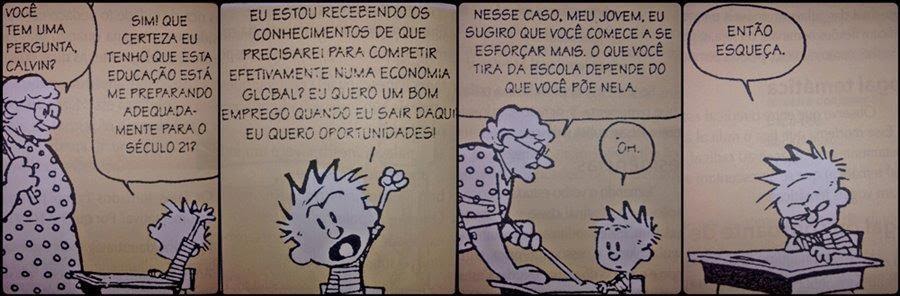 VOCÊ
TEM UMA
PERGUNTA,
CALVIN?
SIM! QUE
CERTEZA EU
TENHO QUE ESTA
EDUCAÇÃO ESTÁ
ME PREPARANDO
ADEQUADA-
MENTE PARA O
SÉCULO 21?
EU ESTOU RECEBENDO OS
CONHECIMENTOS DE QUE
PRECISAREI PARA COMPETIR
EFETIVAMENTE NUMA ECONOMIA
GLOBAL? EU QUERO UM BOM
EMPREGO QUANDO EU SAIR DAQUI!
EU QUERO OPORTUNIDADES!
NESSE CASO, MEU JOVEM, EU
SUGIRO QUE VOCÊ COMECE A SE
ESFORÇAR MAIS. O QUE VOCÊ
TIRA DA ESCOLA DEPENDE DO
QUE VOCÊ PÕE NELA.
OH.
ENTÃO
ESQUEÇA.